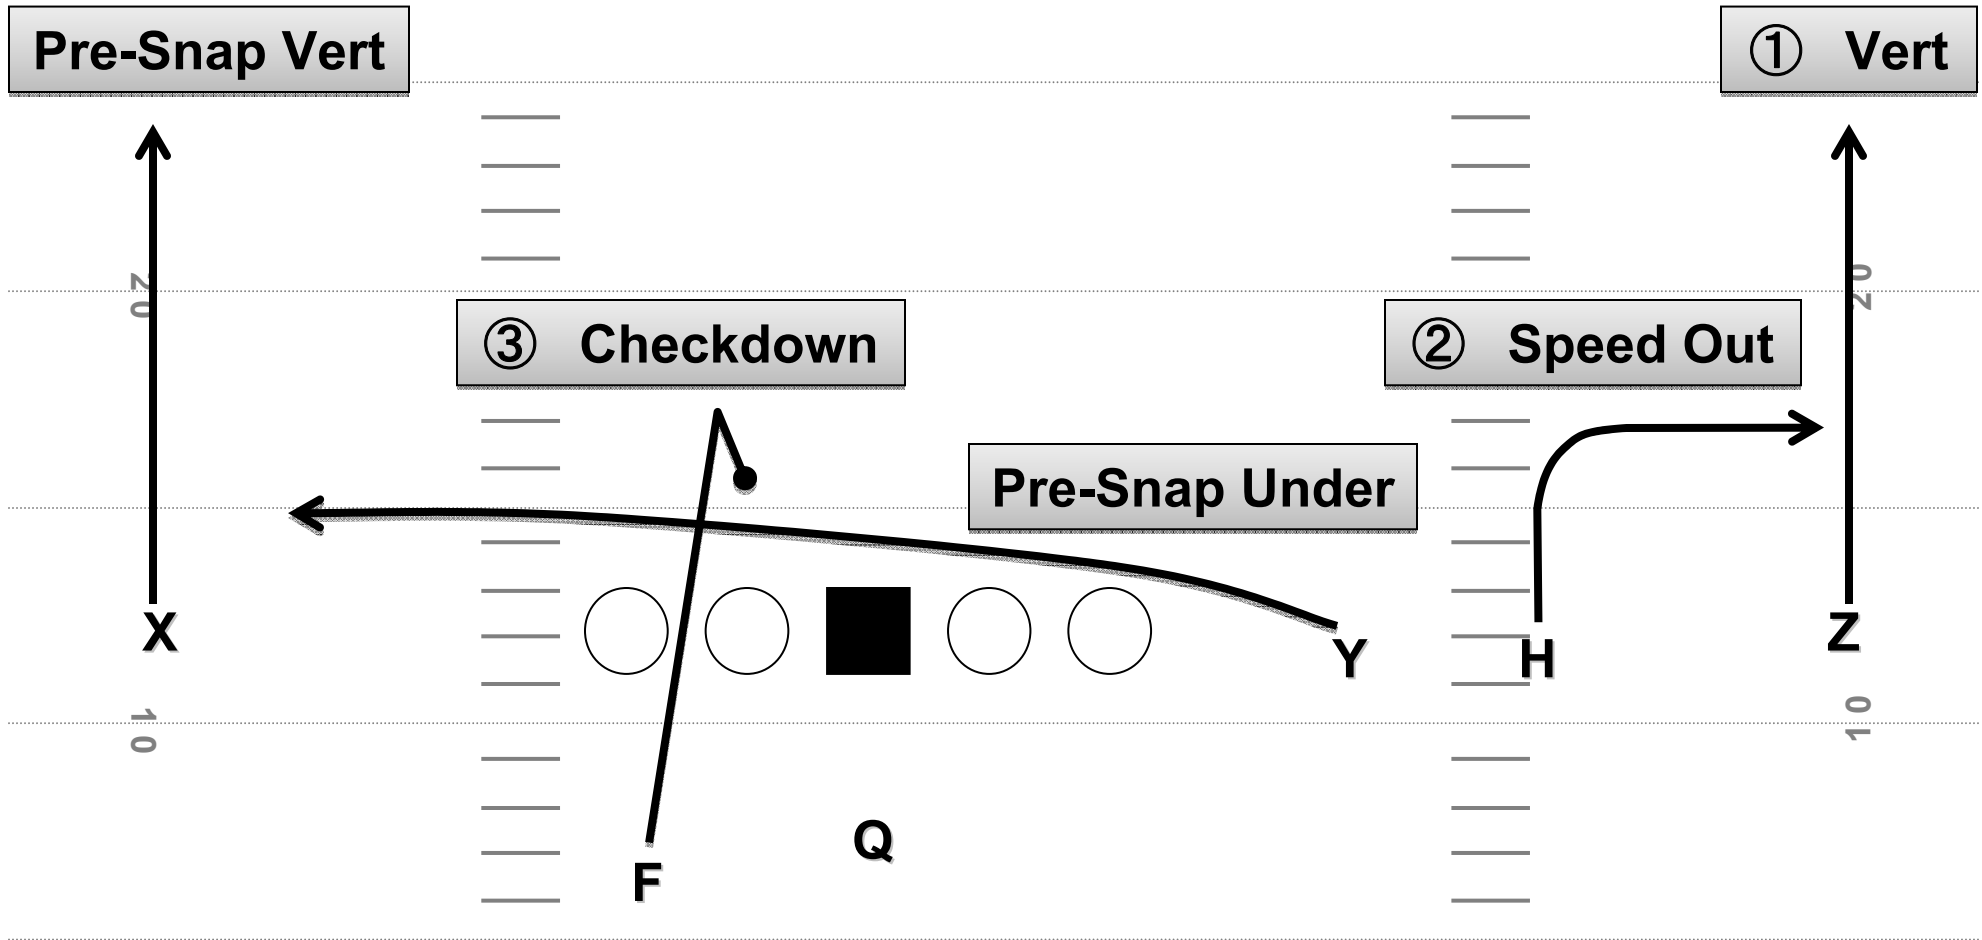 Pre-Snap Vert
① Vert
20
20
③ Checkdown
② Speed Out
Pre-Snap Under
X
Y
H
Z
10
10
Q
F